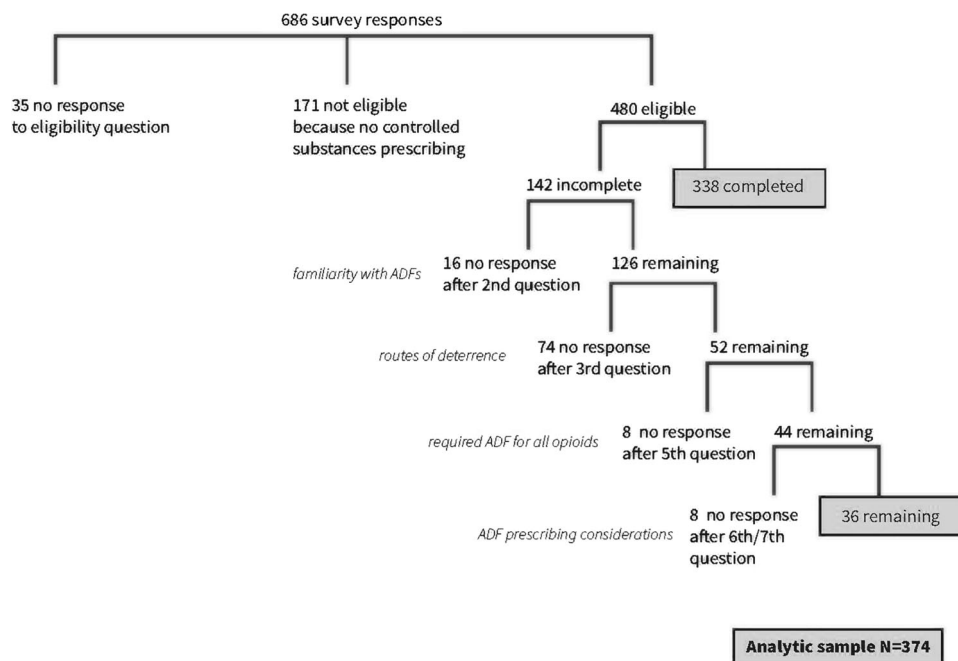 686 survey responses
35 no response
to eligibility question
171 not eligible
because no controlled
substances prescribing
480 eligible
142 incomplete
338 completed
familiarity with ADFs
16 no response
after 2nd question
126 remaining
routes of deterrence
74 no response
after 3rd question
52 remaining
required ADF for all opioids
8 no response
after 5th question
44 remaining
ADF prescribing considerations
8 no response
after 6th/7th
question
36 remaining
Analytic sample N=374